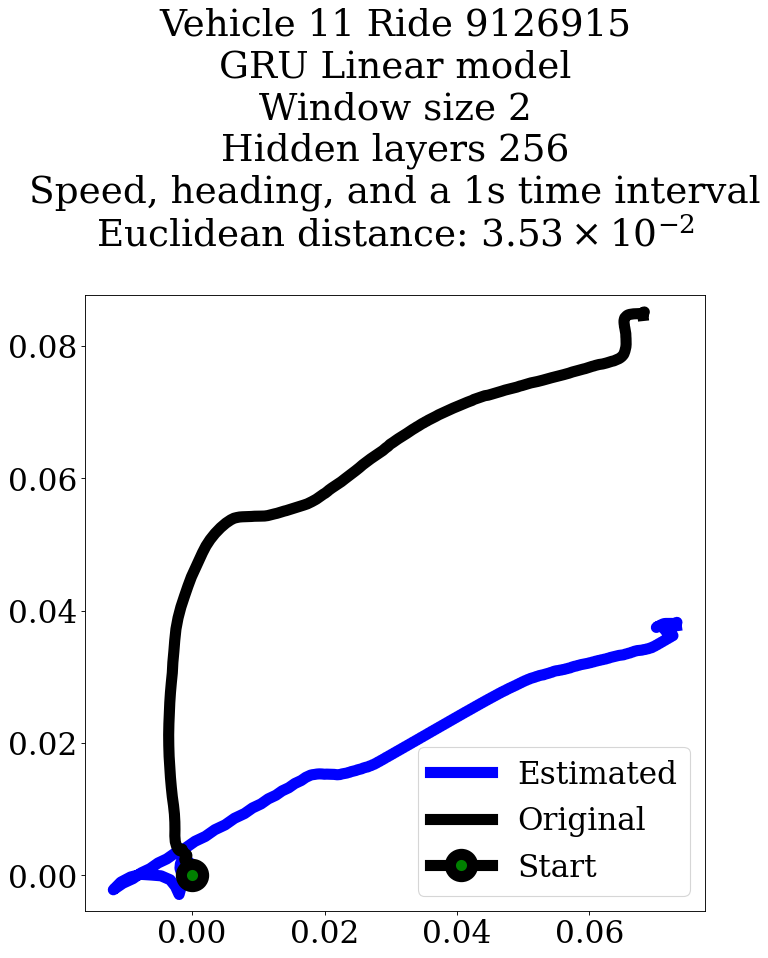 Vehicle 11 Ride 9126915
GRU Linear model
Window size 2
Hidden layers 256
Speed, heading, and a 1s time interval
Euclidean distance: 3.53 × 10⁻²
0.08
0.06
0.04
0.02
0.00
Estimated
Original
Start
0.00 0.02 0.04 0.06